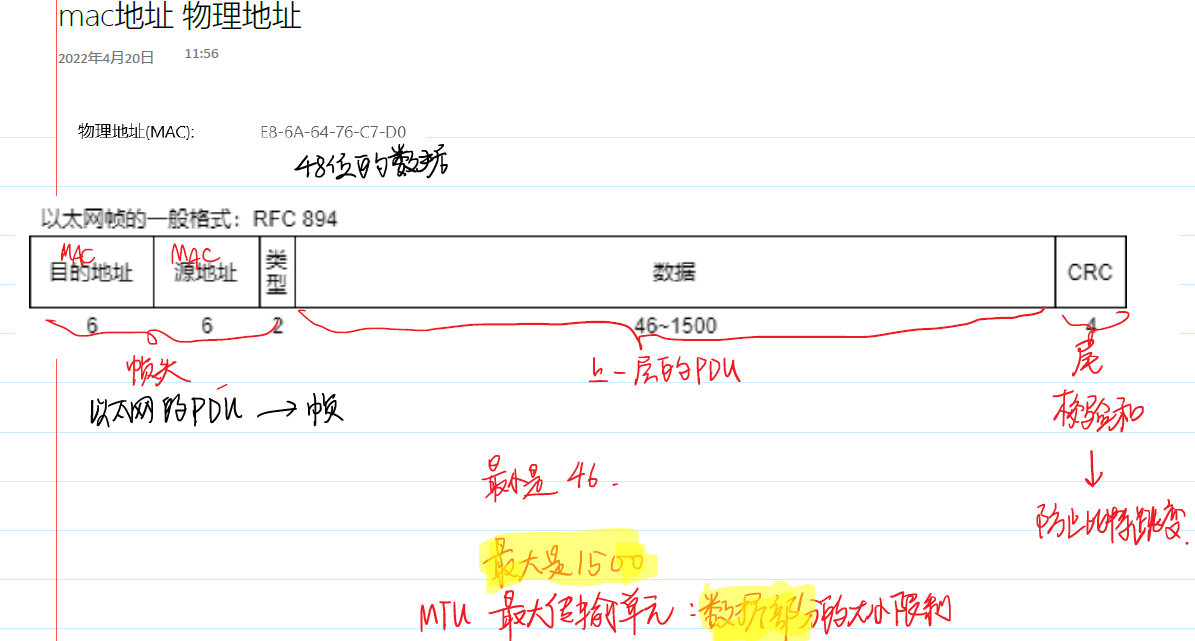 mac地址 物理地址
2022年4月20日 11:56
物理地址(MAC): E8-6A-64-76-C7-D0
48位的数据
以太网帧的一般格式：RFC 894
MAC MAC
目的地址 源地址 类型 数据 CRC
6 6 2 46~1500 4
帧头 上一层的PDU 尾
以太网的PDU → 帧 校验和
最小是 46 .
↓
防止比特跳变.
最大是1500
MTU 最大传输单元：数据部分的大小限制